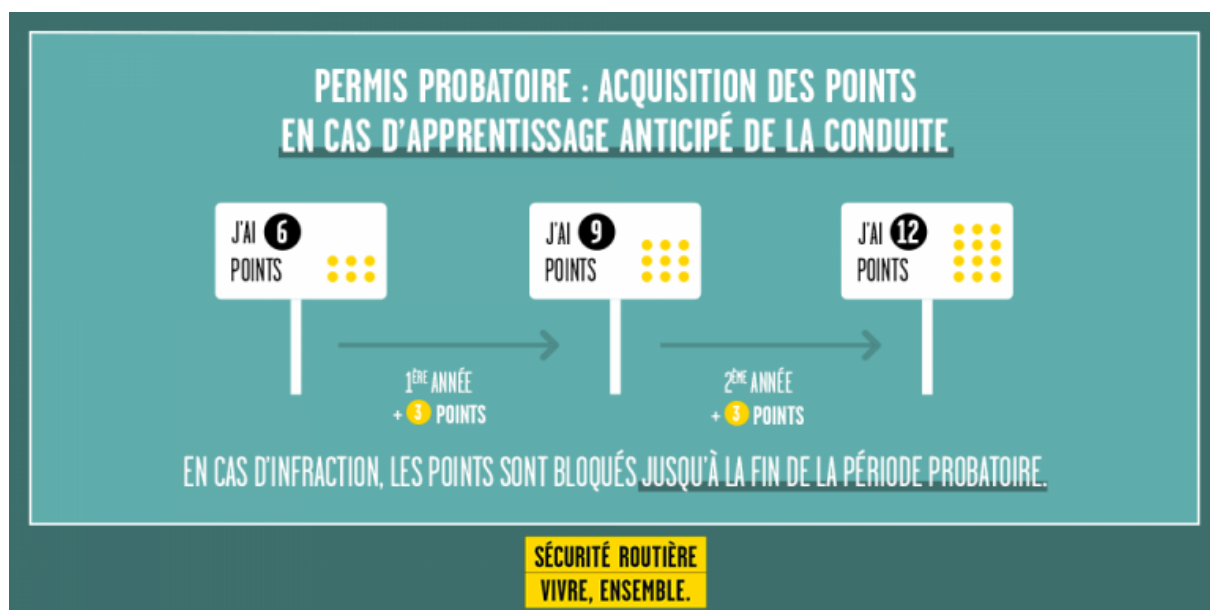 PERMIS PROBATOIRE : ACQUISITION DES POINTS
EN CAS D'APPRENTISSAGE ANTICIPÉ DE LA CONDUITE
J'AI 6
POINTS
J'AI 9
POINTS
J'AI 12
POINTS
1ÈRE ANNÉE
+ 3 POINTS
2ÈME ANNÉE
+ 3 POINTS
EN CAS D'INFRACTION, LES POINTS SONT BLOQUÉS JUSQU'À LA FIN DE LA PÉRIODE PROBATOIRE.
SÉCURITÉ ROUTIÈRE
VIVRE, ENSEMBLE.